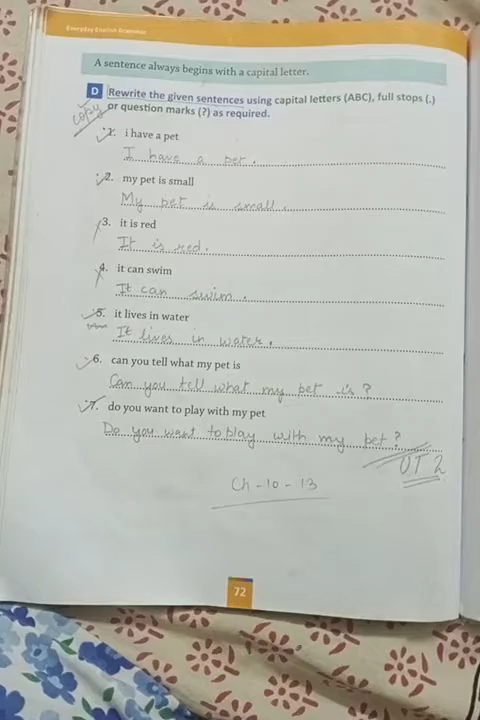 Everyday English Grammar
A sentence always begins with a capital letter.
D Rewrite the given sentences using capital letters (ABC), full stops (.)
or question marks (?) as required.
copy
1. i have a pet
I have a pet.
2. my pet is small
My pet is small.
3. it is red
It is red.
4. it can swim
It can swim.
5. it lives in water
It lives in water.
6. can you tell what my pet is
Can you tell what my pet is?
7. do you want to play with my pet
Do you want to play with my pet?
UT 2
Ch-10-13
72